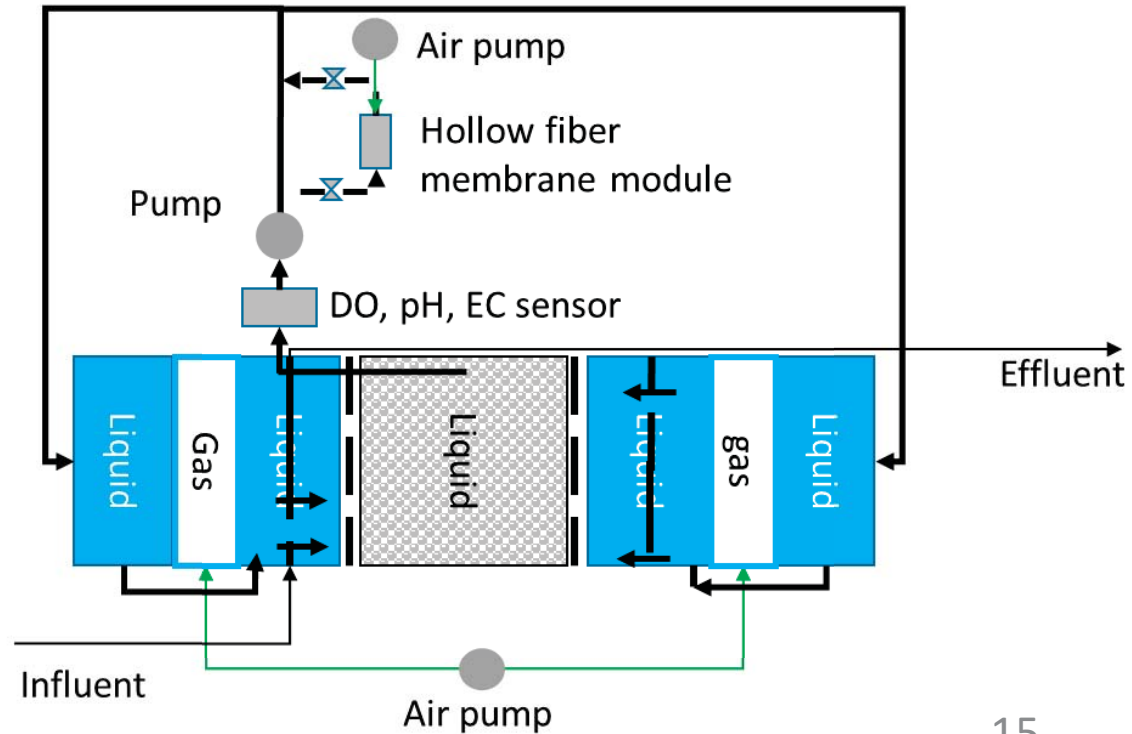 Air pump
Hollow fiber
membrane module
Pump
DO, pH, EC sensor
Effluent
Liquid
Gas
Liquid
Liquid
Liquid
gas
Liquid
Influent
Air pump
15